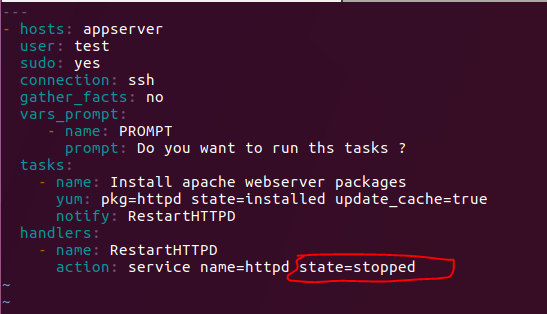 ---
- hosts: appserver
  user: test
  sudo: yes
  connection: ssh
  gather_facts: no
  vars_prompt:
     - name: PROMPT
       prompt: Do you want to run ths tasks ?
  tasks:
    - name: Install apache webserver packages
      yum: pkg=httpd state=installed update_cache=true
      notify: RestartHTTPD
  handlers:
    - name: RestartHTTPD
      action: service name=httpd state=stopped
~
~